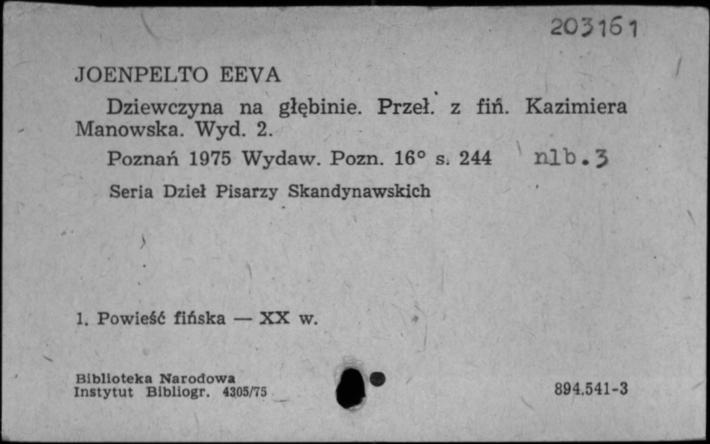 203161
JOENPELTO EEVA
Dziewczyna na głębinie. Przeł. z fiń. Kazimiera
Manowska. Wyd. 2.
Poznań 1975 Wydaw. Pozn. 16° s. 244 nlb.3
Seria Dzieł Pisarzy Skandynawskich
1. Powieść fińska — XX w.
Biblioteka Narodowa
Instytut Bibliogr. 4305/75
894.541-3